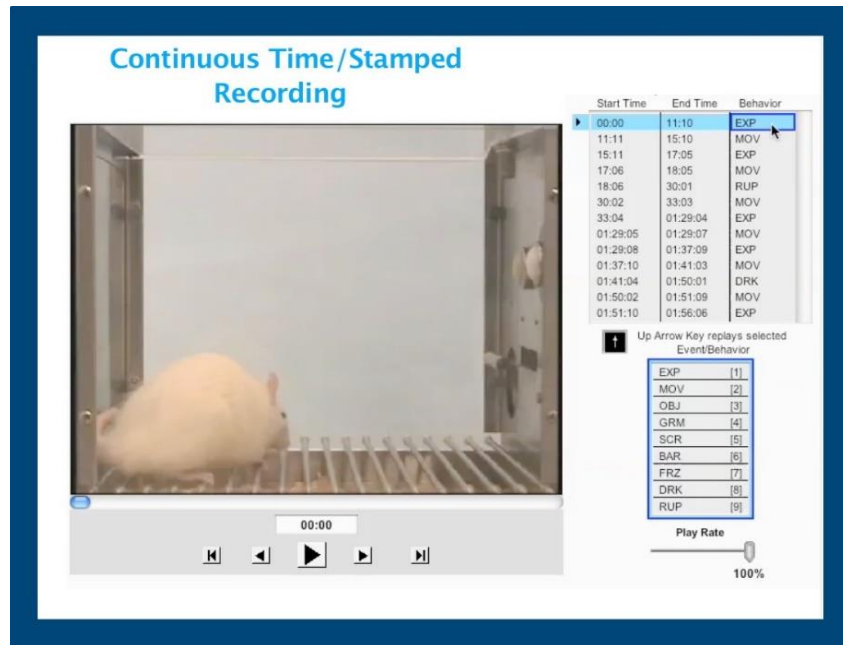 Continuous Time/Stamped
Recording
Start Time End Time Behavior
00:00 11:10 EXP
11:11 15:10 MOV
15:11 17:05 EXP
17:06 18:05 MOV
18:06 30:01 RUP
30:02 33:03 MOV
33:04 01:29:04 EXP
01:29:05 01:29:07 MOV
01:29:08 01:37:09 EXP
01:37:10 01:41:03 MOV
01:41:04 01:50:01 DRK
01:50:02 01:51:09 MOV
01:51:10 01:56:06 EXP
Up Arrow Key replays selected
Event/Behavior
EXP [1]
MOV [2]
OBJ [3]
GRM [4]
SCR [5]
BAR [6]
FRZ [7]
DRK [8]
RUP [9]
00:00
Play Rate
100%